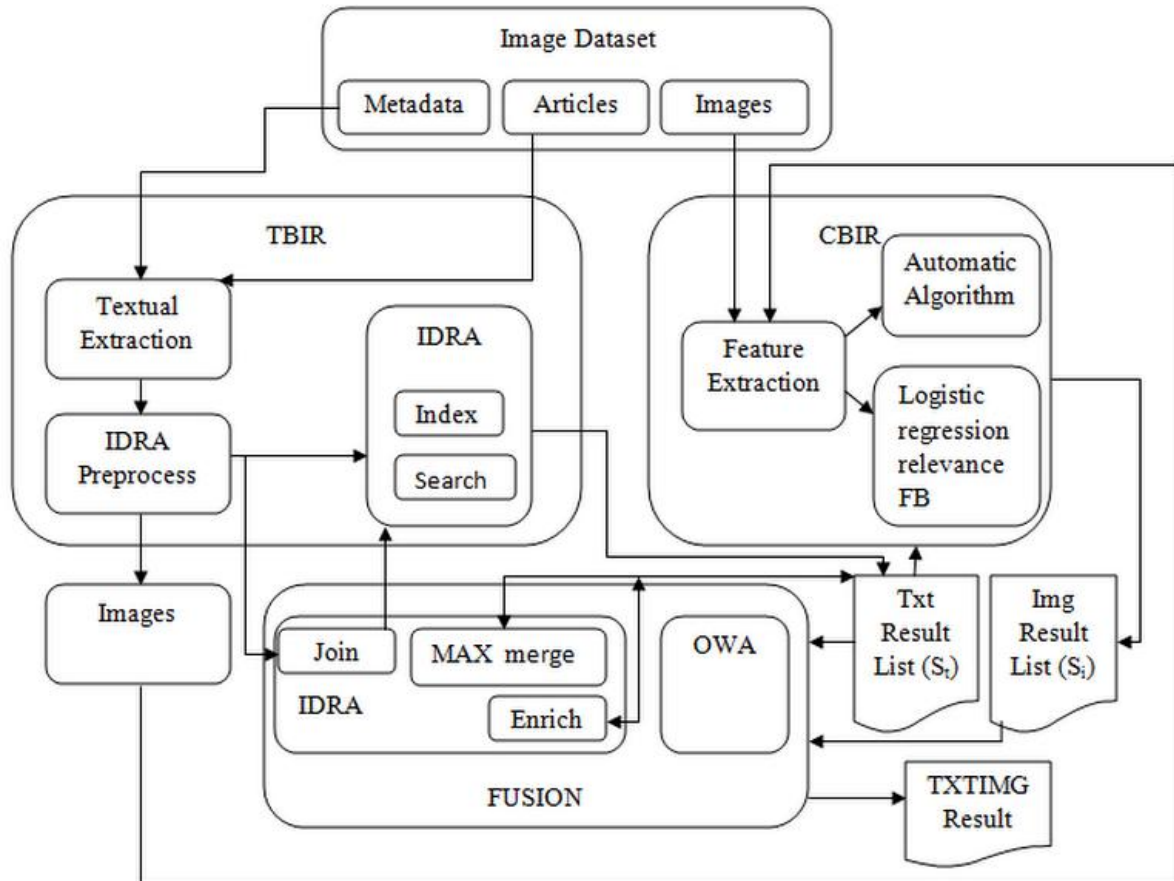 Image Dataset
Metadata
Articles
Images
TBIR
Textual
Extraction
IDRA
Preprocess
IDRA
Index
Search
CBIR
Automatic
Algorithm
Feature
Extraction
Logistic
regression
relevance
FB
Images
Join
MAX merge
IDRA
Enrich
OWA
FUSION
Txt
Result
List (Sₜ)
Img
Result
List (Sᵢ)
TXTIMG
Result